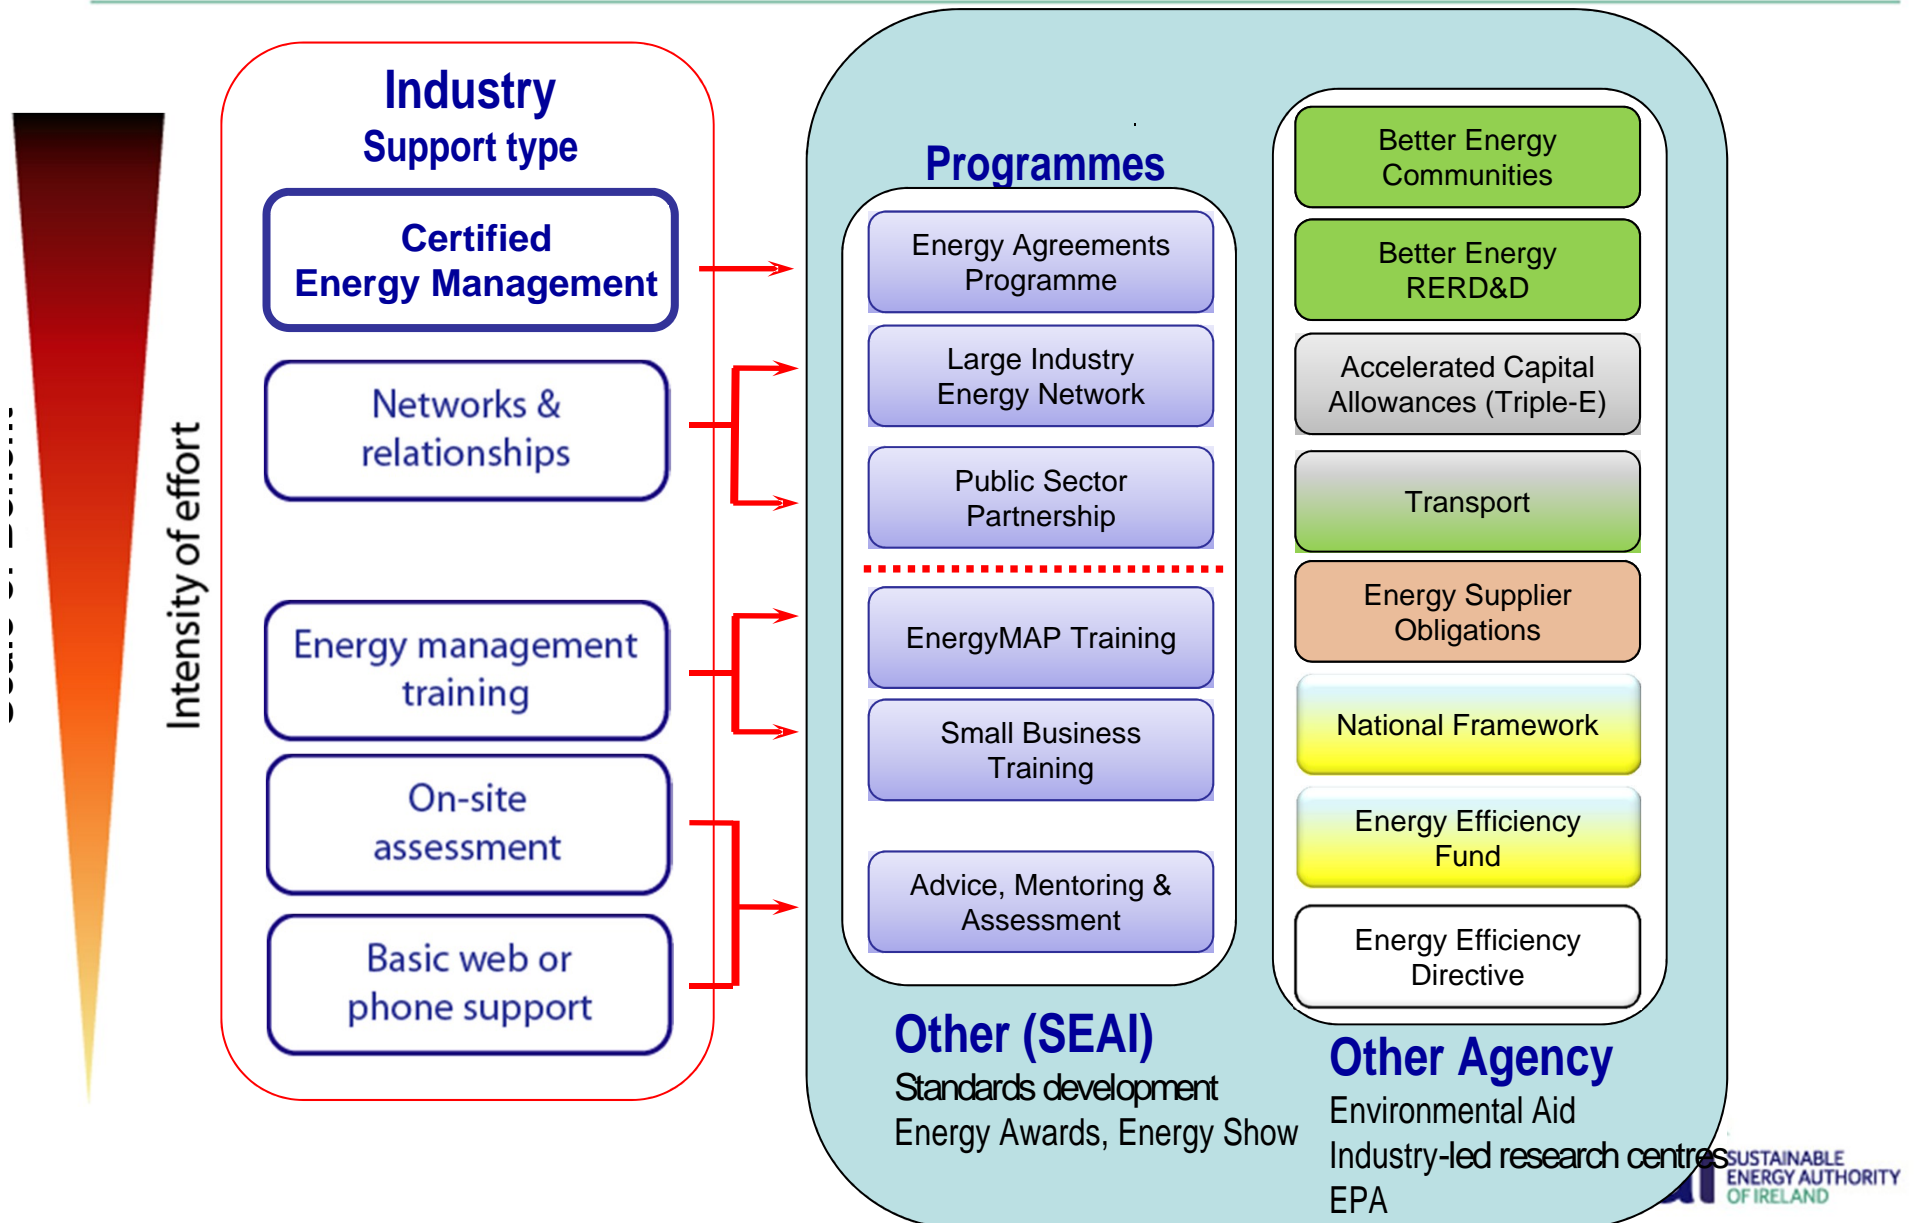 Intensity of effort
Industry
Support type
Certified
Energy Management
Networks &
relationships
Energy management
training
On-site
assessment
Basic web or
phone support
Programmes
Energy Agreements
Programme
Large Industry
Energy Network
Public Sector
Partnership
EnergyMAP Training
Small Business
Training
Advice, Mentoring &
Assessment
Other (SEAI)
Standards development
Energy Awards, Energy Show
Better Energy
Communities
Better Energy
RERD&D
Accelerated Capital
Allowances (Triple-E)
Transport
Energy Supplier
Obligations
National Framework
Energy Efficiency
Fund
Energy Efficiency
Directive
Other Agency
Environmental Aid
Industry-led research centres
EPA
SUSTAINABLE
ENERGY AUTHORITY
OF IRELAND